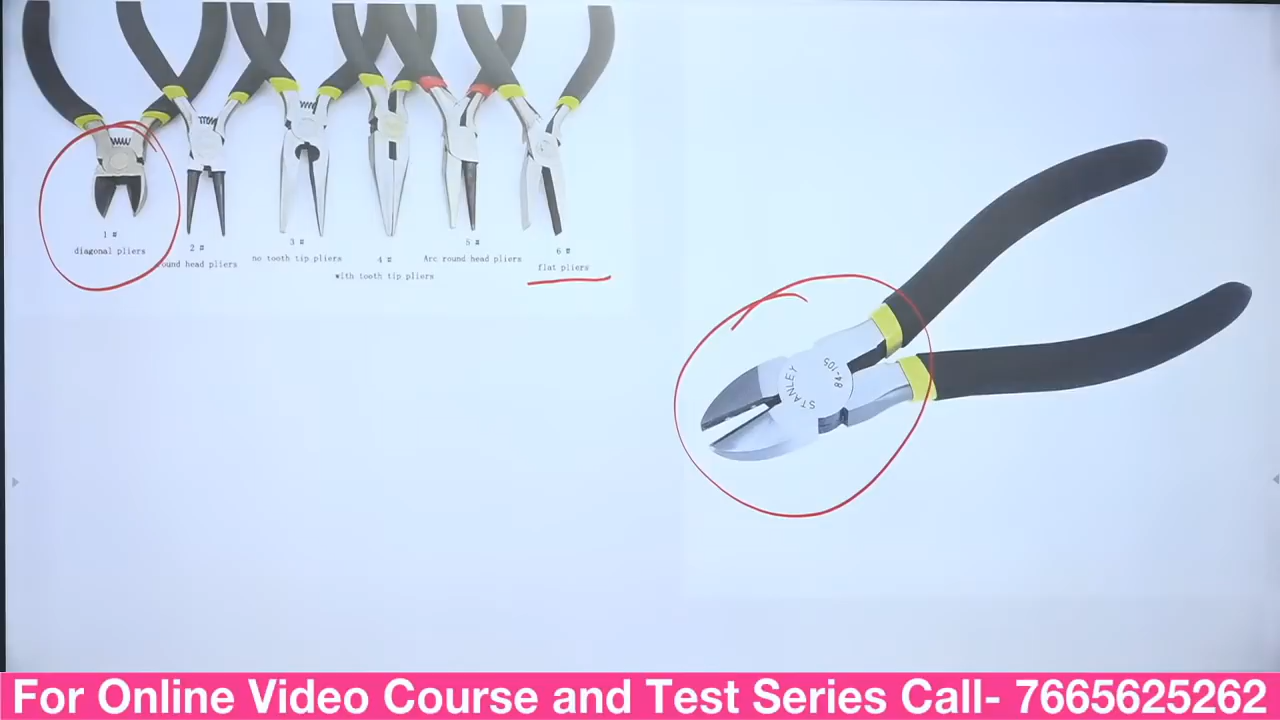 1 #
diagonal pliers
2 #
ound head pliers
3 #
no tooth tip pliers
4 #
with tooth tip pliers
5 #
Arc round head pliers
6 #
flat pliers
STANLEY
84-105
For Online Video Course and Test Series Call- 7665625262